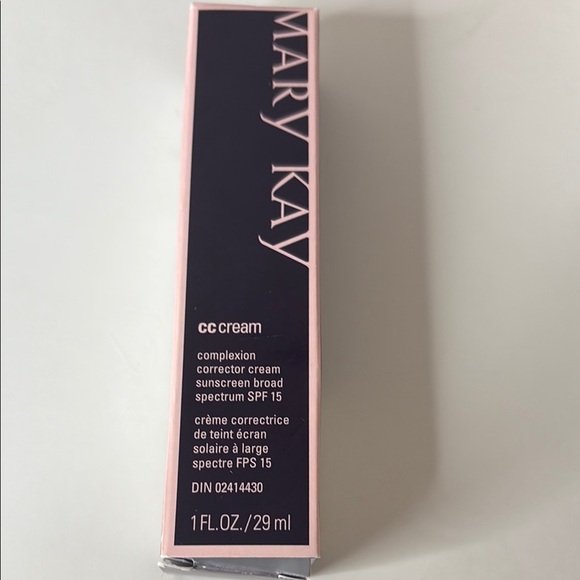 MARY KAY
cc cream
complexion
corrector cream
sunscreen broad
spectrum SPF 15
crème correctrice
de teint écran
solaire à large
spectre FPS 15
DIN 02414430
1 FL.OZ./29 ml